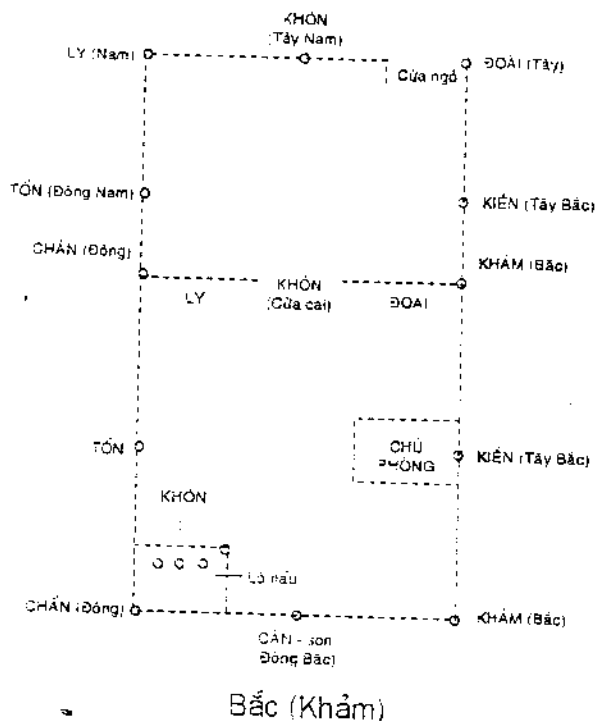 KHÔN
(Tây Nam)
LY (Nam)
Cửa ngỏ
ĐOÀI (Tây)
TỐN (Đông Nam)
KIỀN (Tây Bắc)
CHẤN (Đông)
KHẢM (Bắc)
LY
KHÔN
(Cửa cái)
ĐOÀI
TỐN
CHỦ
PHÒNG
KIỀN (Tây Bắc)
KHÔN
Lò nấu
CHẤN (Đông)
KHẢM (Bắc)
CẤN - sơn
Đông Bắc)
Bắc (Khảm)